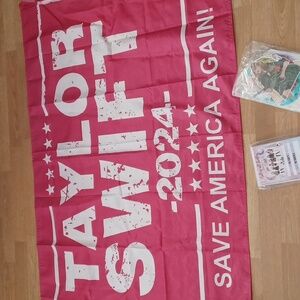 TAYLOR
SWIFT
-2024-
SAVE AMERICA AGAIN!